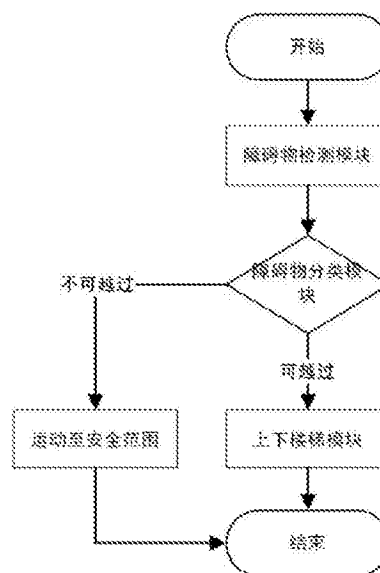 开始
障碍物检测模块
障碍物分类模
块
不可越过
可越过
运动至安全范围
上下楼梯模块
结束